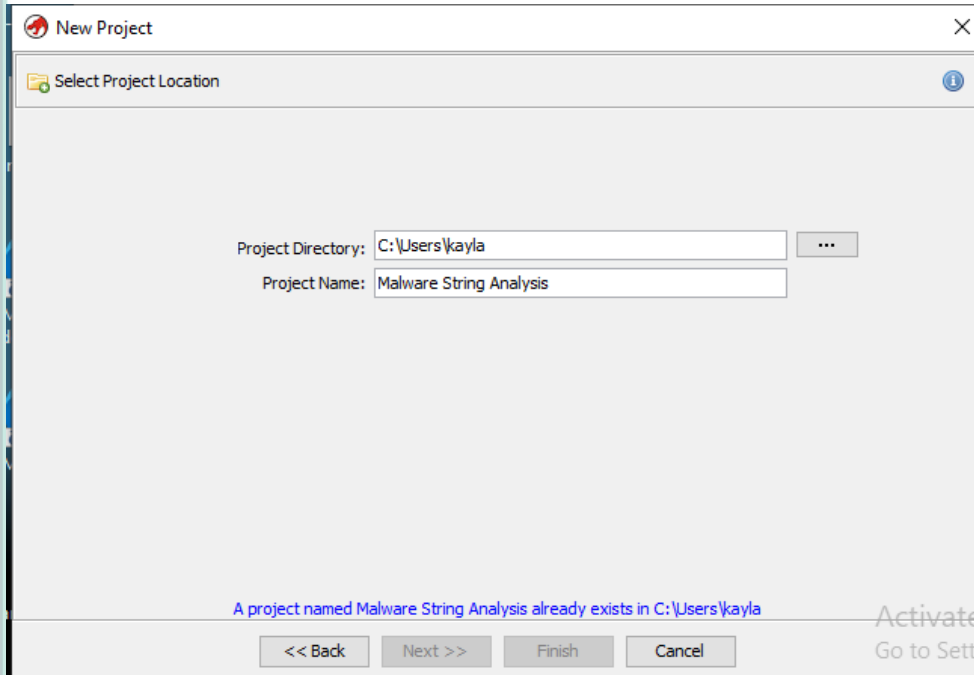 New Project
Select Project Location
Project Directory: C:\Users\kayla ...
Project Name: Malware String Analysis
A project named Malware String Analysis already exists in C:\Users\kayla
Activate
<< Back Next >> Finish Cancel
Go to Sett